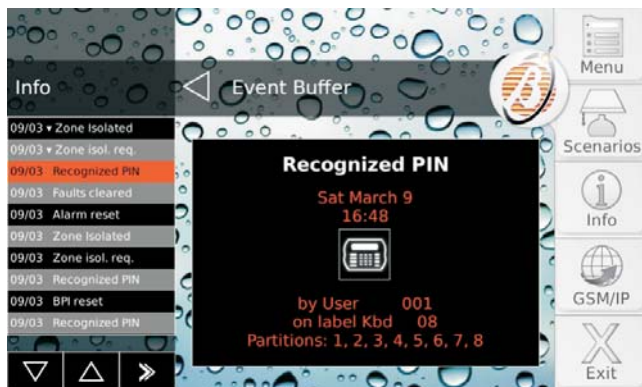 Info
Event Buffer
09/03 ▾ Zone Isolated
09/03 ▾ Zone isol. req.
09/03 Recognized PIN
09/03 Faults cleared
09/03 Alarm reset
09/03 Zone Isolated
09/03 Zone isol. req.
09/03 Recognized PIN
09/03 BPI reset
09/03 Recognized PIN
Recognized PIN
Sat March 9
16:48
by User 001
on label Kbd 08
Partitions: 1, 2, 3, 4, 5, 6, 7, 8
Menu
Scenarios
Info
GSM/IP
Exit